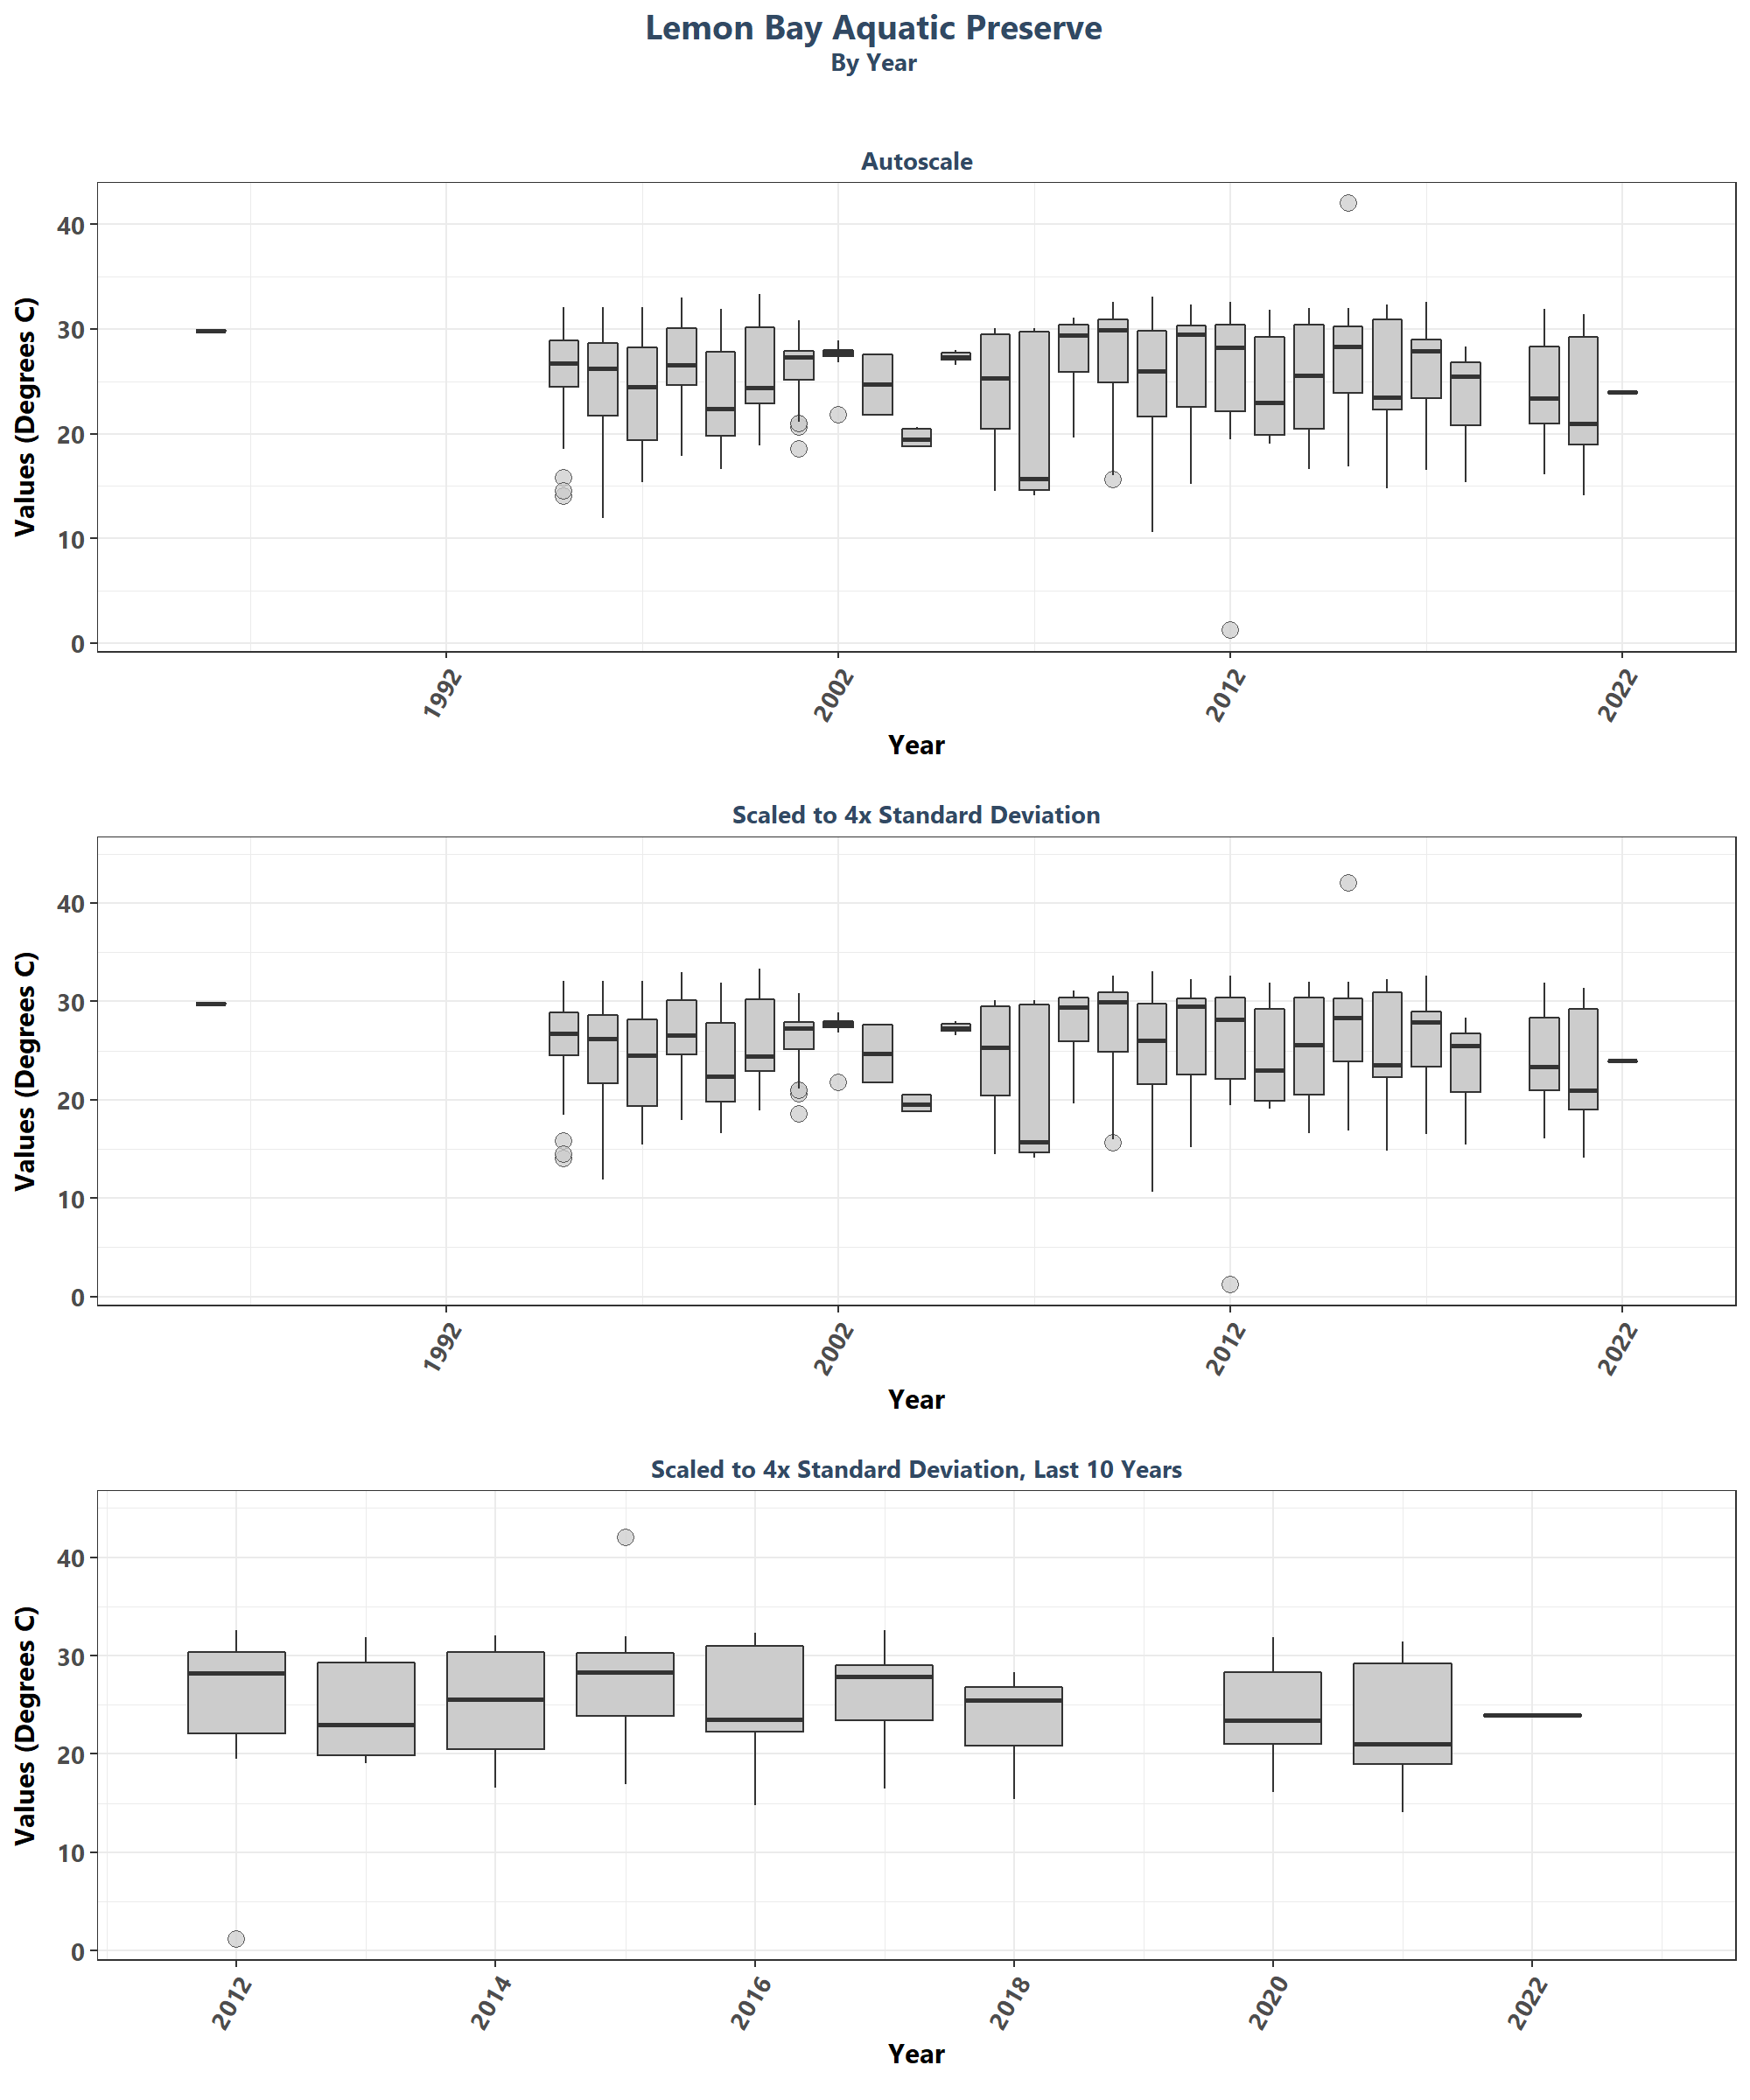 Lemon Bay Aquatic Preserve
By Year
Autoscale
Values (Degrees C)
40
30
20
10
0
1992
2002
2012
2022
Year
Scaled to 4x Standard Deviation
Values (Degrees C)
40
30
20
10
0
1992
2002
2012
2022
Year
Scaled to 4x Standard Deviation, Last 10 Years
Values (Degrees C)
40
30
20
10
0
2012
2014
2016
2018
2020
2022
Year